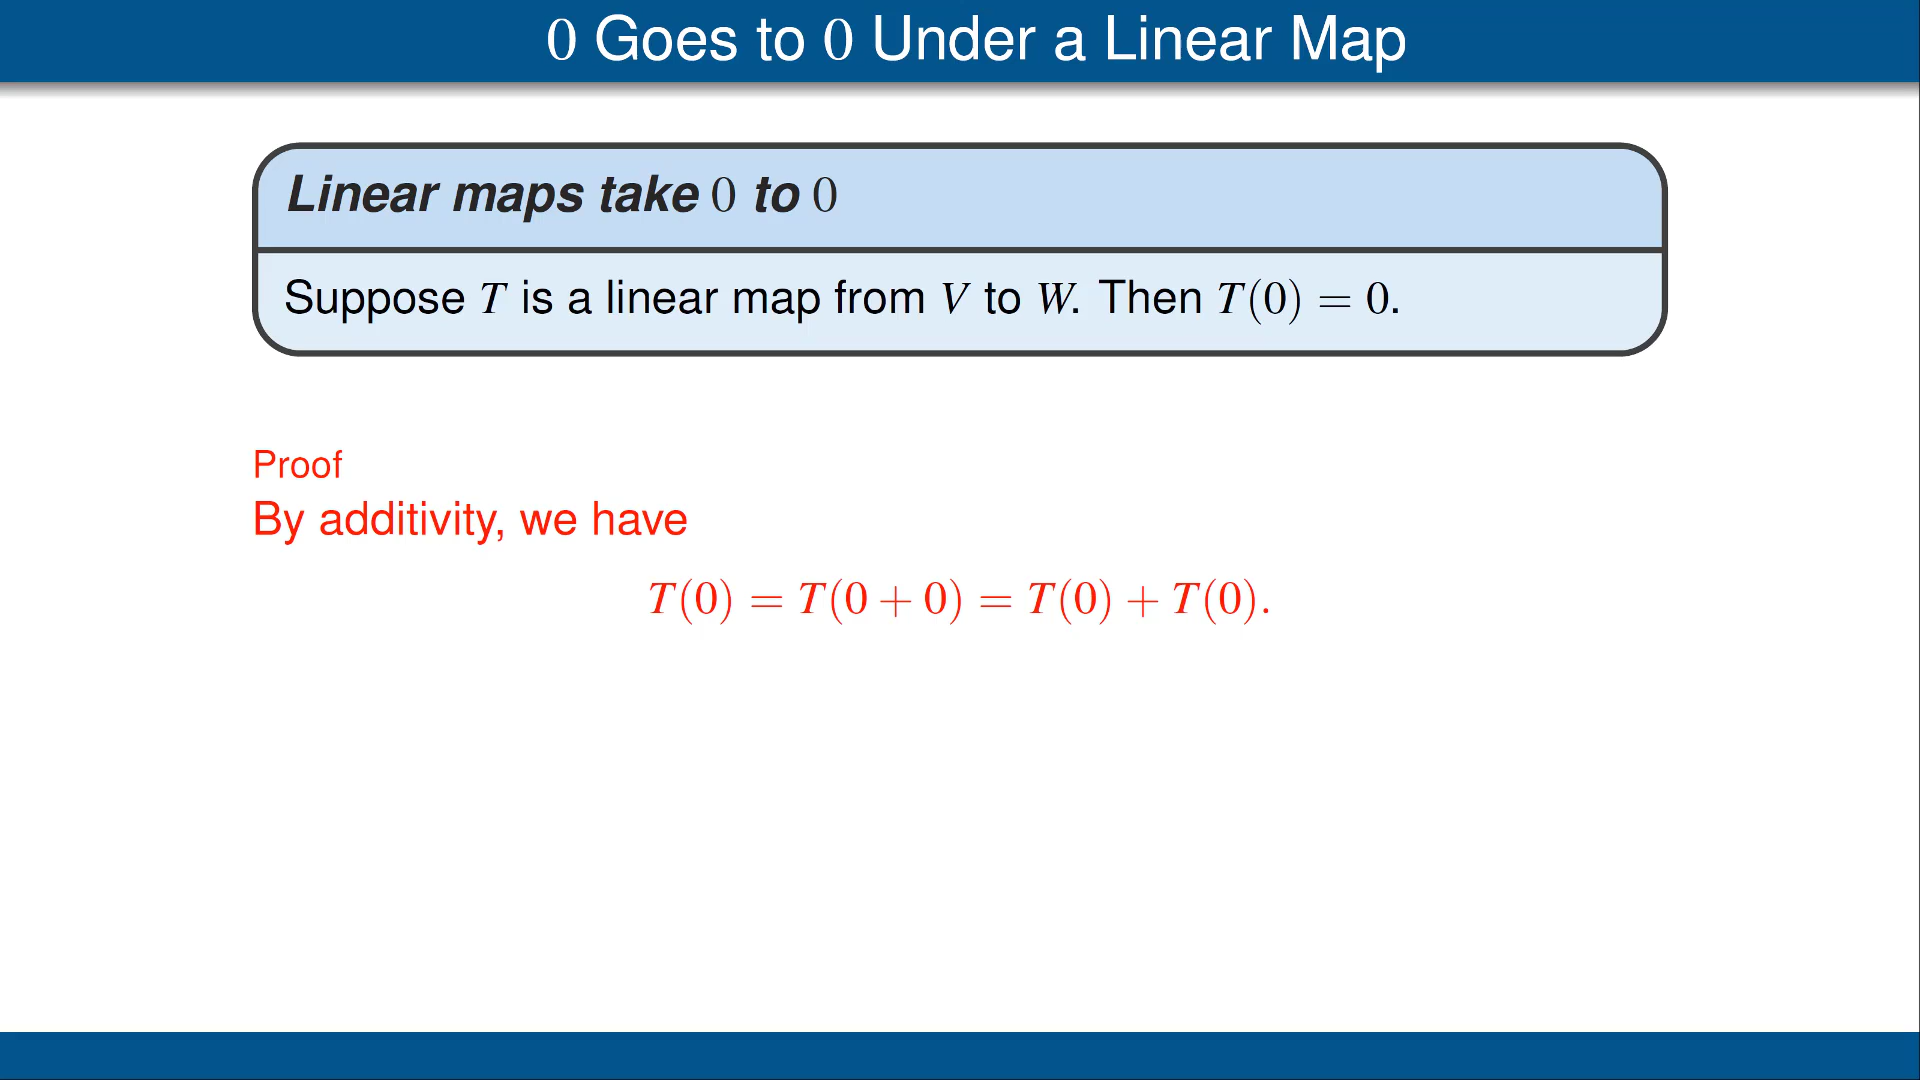 0 Goes to 0 Under a Linear Map
Linear maps take 0 to 0
Suppose T is a linear map from V to W. Then T(0) = 0.
Proof
By additivity, we have
T(0) = T(0 + 0) = T(0) + T(0).